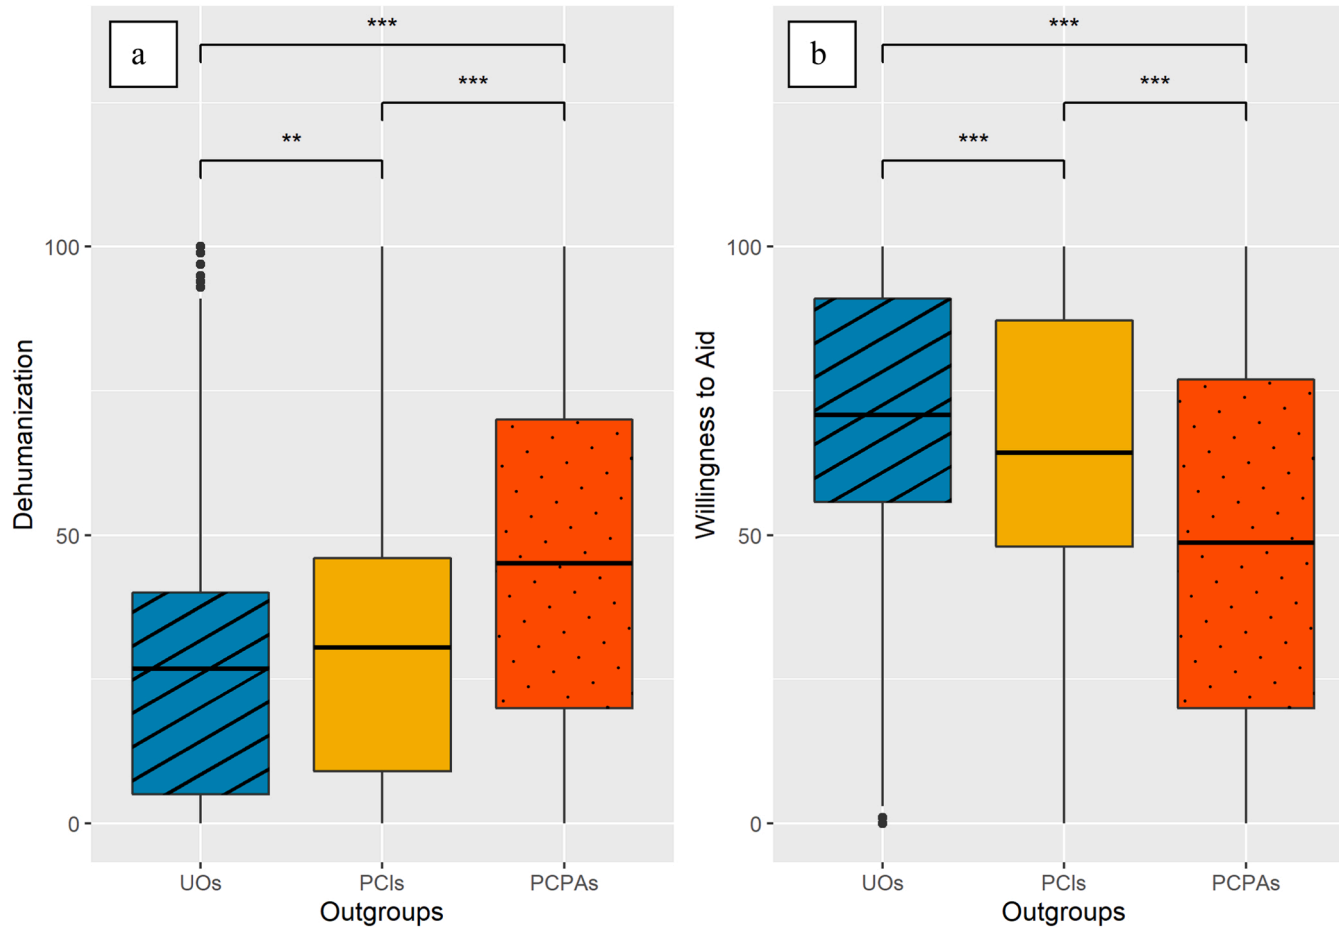 a
***
***
**
100
50
0
Dehumanization
UOs
PCIs
PCPAs
Outgroups
b
***
***
***
100
50
0
Willingness to Aid
UOs
PCIs
PCPAs
Outgroups